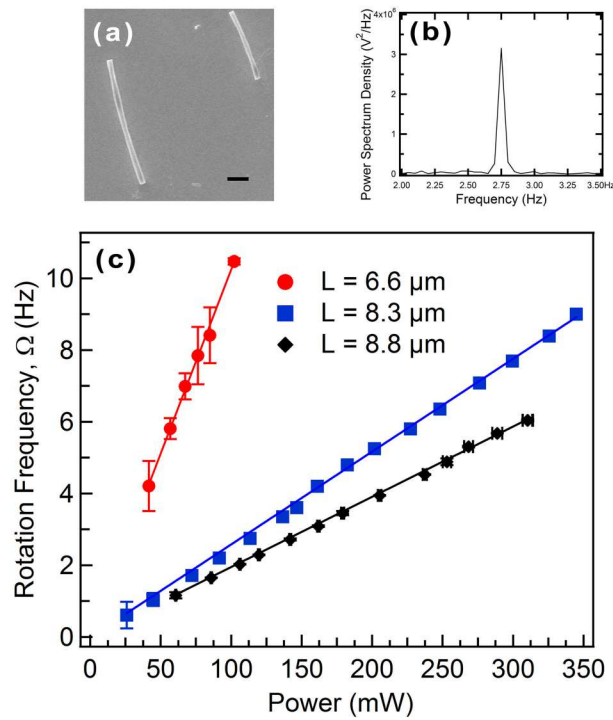 (a)
(b)
Power Spectrum Density (V²/Hz)
4x10⁶
3
2
1
0
2.00 2.25 2.50 2.75 3.00 3.25 3.50Hz
Frequency (Hz)
(c)
L = 6.6 μm
L = 8.3 μm
L = 8.8 μm
Rotation Frequency, Ω (Hz)
10
8
6
4
2
0
0 50 100 150 200 250 300 350
Power (mW)